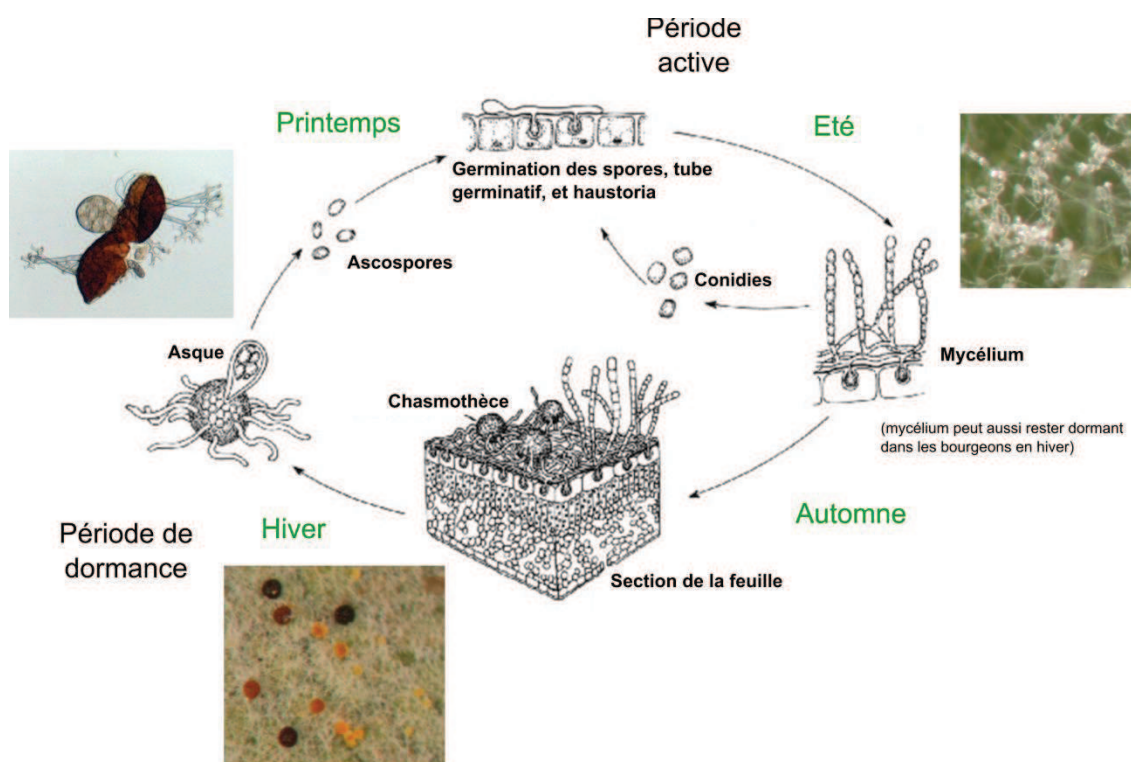 Période
active
Printemps
Eté
Germination des spores, tube
germinatif, et haustoria
Ascospores
Conidies
Asque
Mycélium
Chasmothèce
(mycélium peut aussi rester dormant
dans les bourgeons en hiver)
Automne
Hiver
Période de
dormance
Section de la feuille